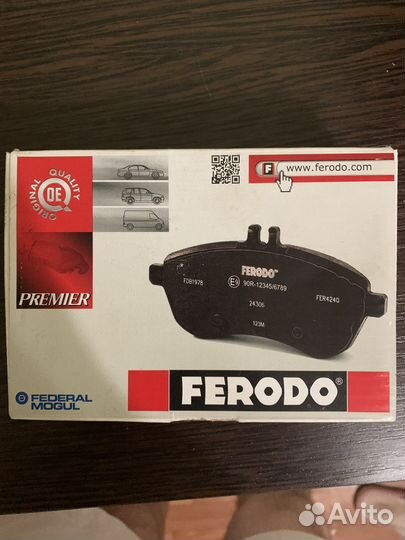 ORIGINAL QUALITY
OE
F www.ferodo.com
FERODO
FDB1978
E9 90R-12345/6789
24306
FER4240
123M
PREMIER
FEDERAL
MOGUL
FERODO®
Avito